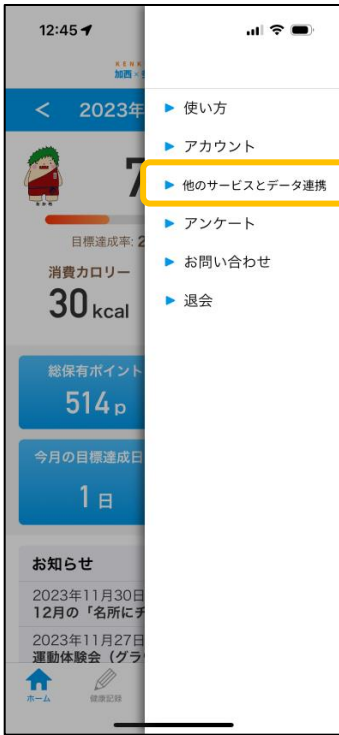 12:45
KENK
加西
< 2023年
7
目標達成率: 2
消費カロリー
30 kcal
総保有ポイント
514 p
今月の目標達成日
1 日
お知らせ
2023年11月30日
12月の「名所にチ
2023年11月27日
運動体験会（グラ
ホーム
健康記録
▶ 使い方
▶ アカウント
▶ 他のサービスとデータ連携
▶ アンケート
▶ お問い合わせ
▶ 退会